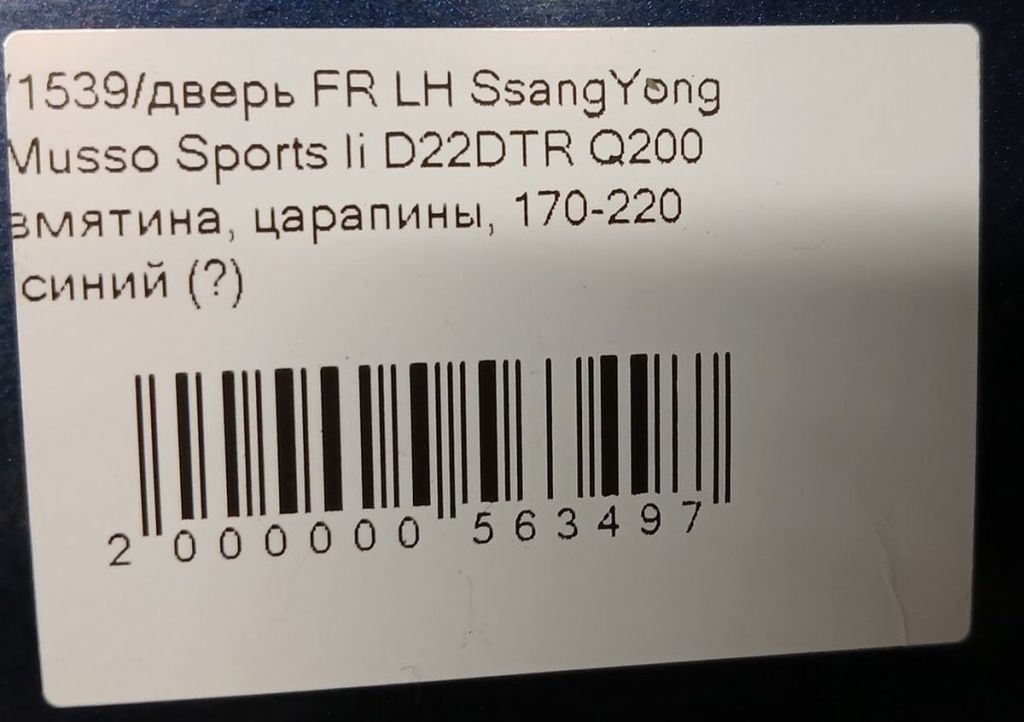 /1539/дверь FR LH SsangYong
Musso Sports Ii D22DTR Q200
вмятина, царапины, 170-220
синий (?)
2 000000 563497